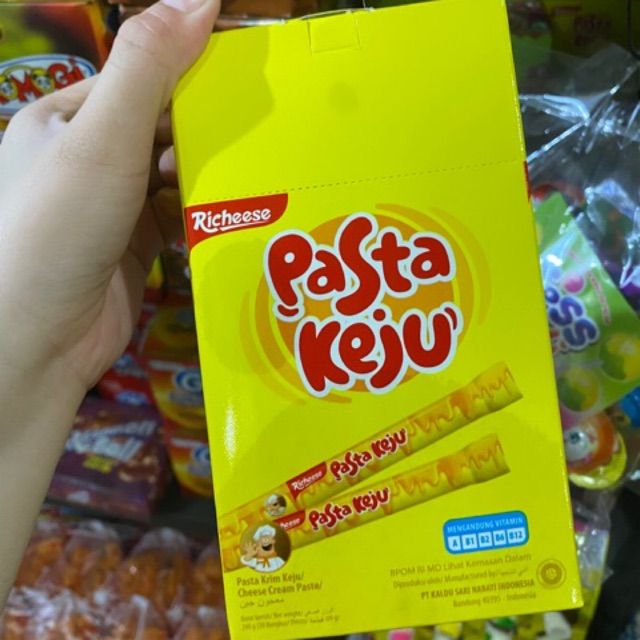 Richeese
Pasta
Keju
Richeese Pasta Keju
Pasta Keju
MENGANDUNG VITAMIN
A B1 B2 B6 B12
Pasta Krim Keju/
Cheese Cream Paste/
معجون جبن
BPOM RI MD Lihat Kemasan Dalam
Diproduksi oleh/ Manufactured by/
PT KALDU SARI NABATI INDONESIA
Bandung 40395 - Indonesia